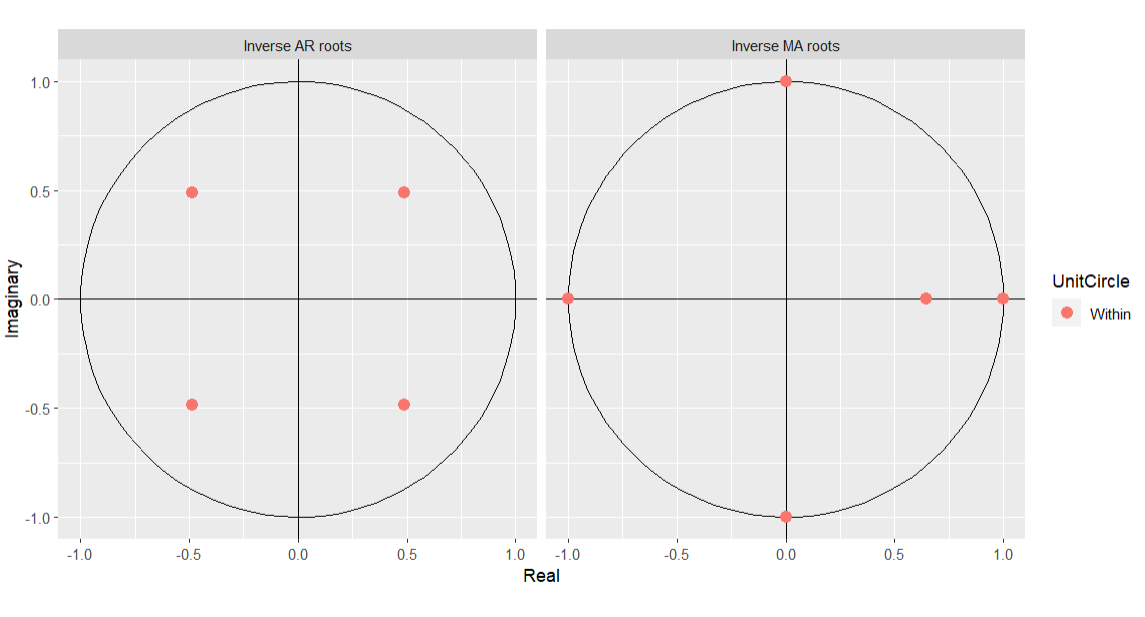 Inverse AR roots
Inverse MA roots
1.0
0.5
0.0
-0.5
-1.0
Imaginary
-1.0 -0.5 0.0 0.5 1.0
-1.0 -0.5 0.0 0.5 1.0
Real
UnitCircle
Within